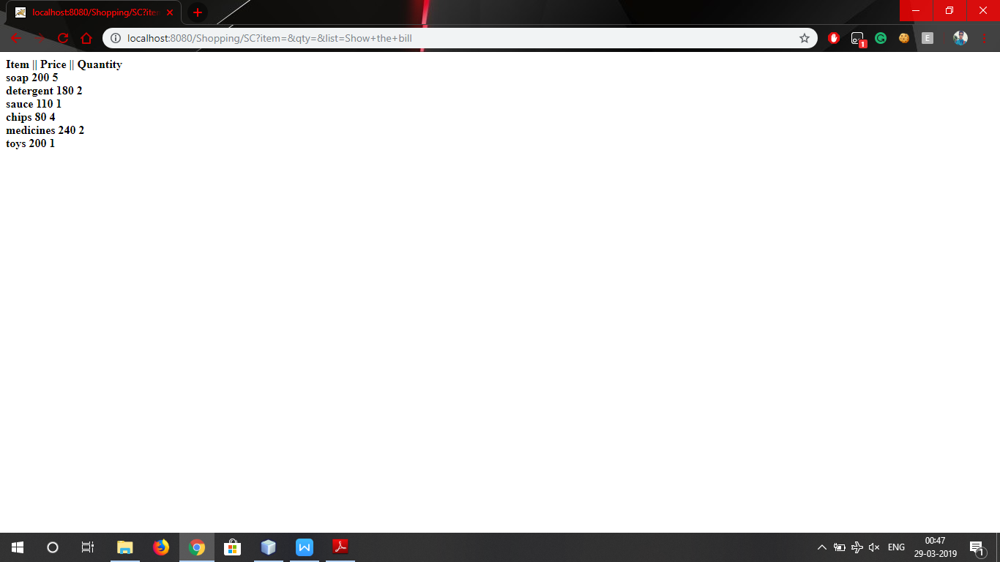 localhost:8080/Shopping/SC?iten
localhost:8080/Shopping/SC?item=&qty=&list=Show+the+bill
1
E
Item || Price || Quantity
soap 200 5
detergent 180 2
sauce 110 1
chips 80 4
medicines 240 2
toys 200 1
ENG
00:47
29-03-2019
1